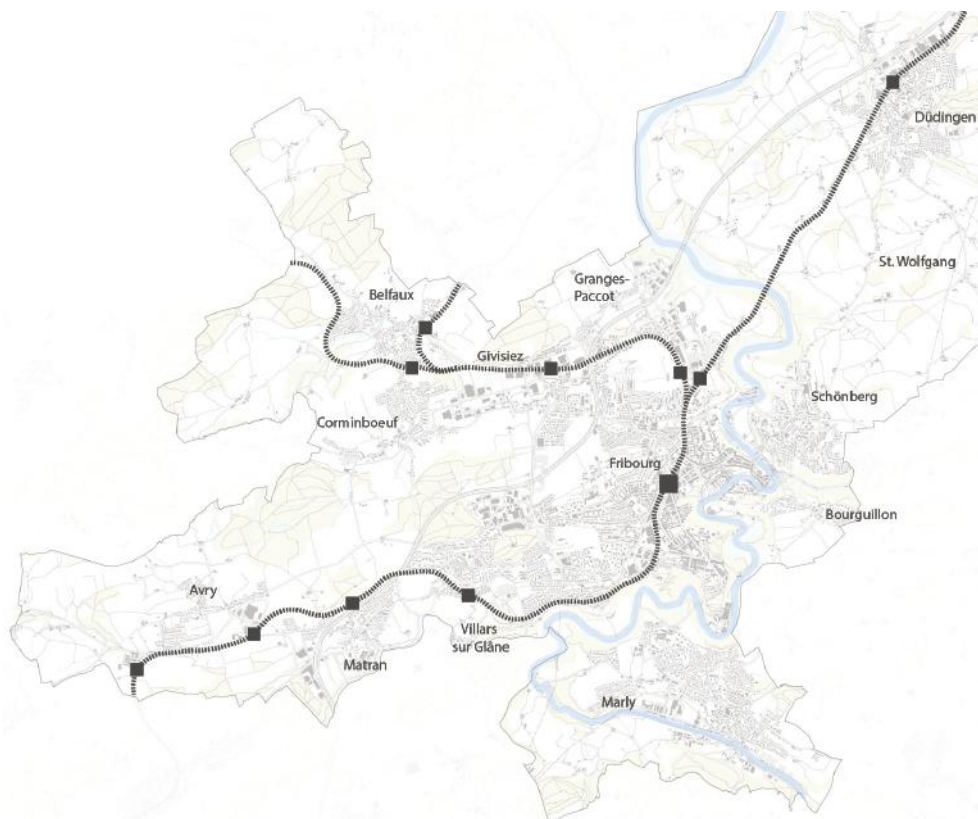 Düdingen
St. Wolfgang
Granges-
Paccot
Belfaux
Givisiez
Schönberg
Corminboeuf
Fribourg
Bourguillon
Avry
Villars
sur Glâne
Matran
Marly